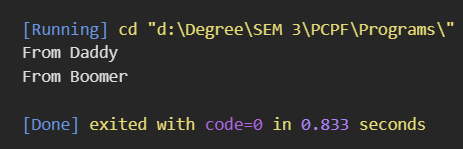 [Running] cd "d:\Degree\SEM 3\PCPF\Programs\"
From Daddy
From Boomer
[Done] exited with code=0 in 0.833 seconds